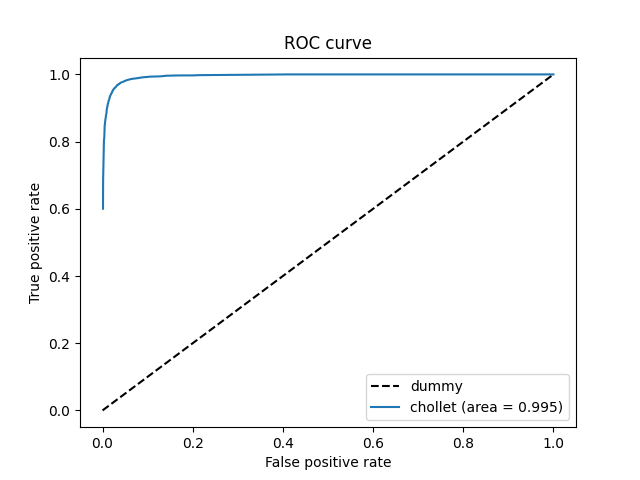 ROC curve
True positive rate
1.0
0.8
0.6
0.4
0.2
0.0
dummy
chollet (area = 0.995)
0.0 0.2 0.4 0.6 0.8 1.0
False positive rate